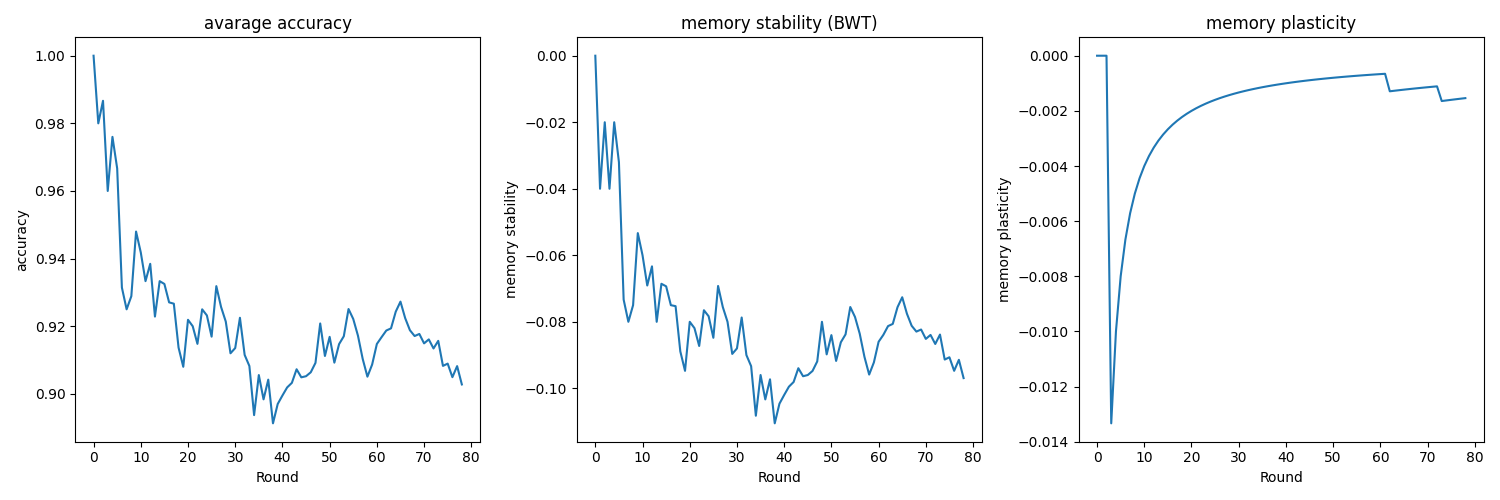 avarage accuracy
accuracy
1.00
0.98
0.96
0.94
0.92
0.90
0 10 20 30 40 50 60 70 80
Round
memory stability (BWT)
memory stability
0.00
−0.02
−0.04
−0.06
−0.08
−0.10
0 10 20 30 40 50 60 70 80
Round
memory plasticity
memory plasticity
0.000
−0.002
−0.004
−0.006
−0.008
−0.010
−0.012
−0.014
0 10 20 30 40 50 60 70 80
Round